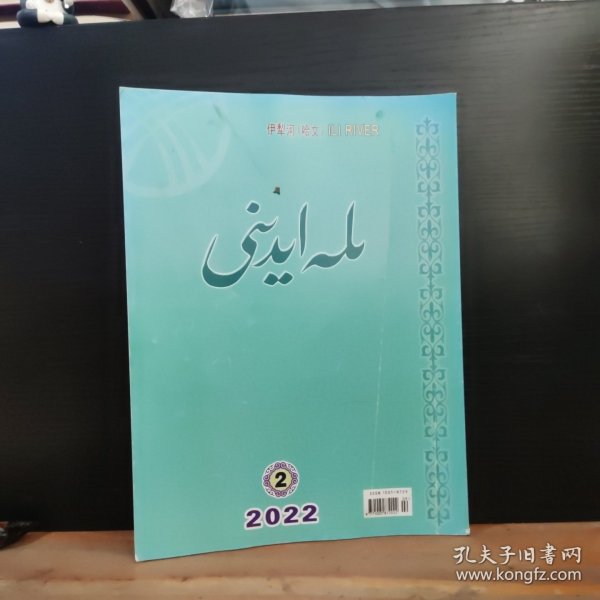 伊犁河(哈文) ILI RIVER
ىلە ايدىنى
2
2022
孔夫子旧书网
www.kongfz.com